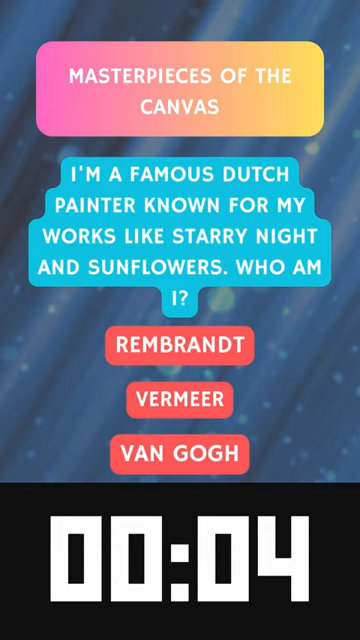 MASTERPIECES OF THE
CANVAS
I'M A FAMOUS DUTCH
PAINTER KNOWN FOR MY
WORKS LIKE STARRY NIGHT
AND SUNFLOWERS. WHO AM
I?
REMBRANDT
VERMEER
VAN GOGH
00:04